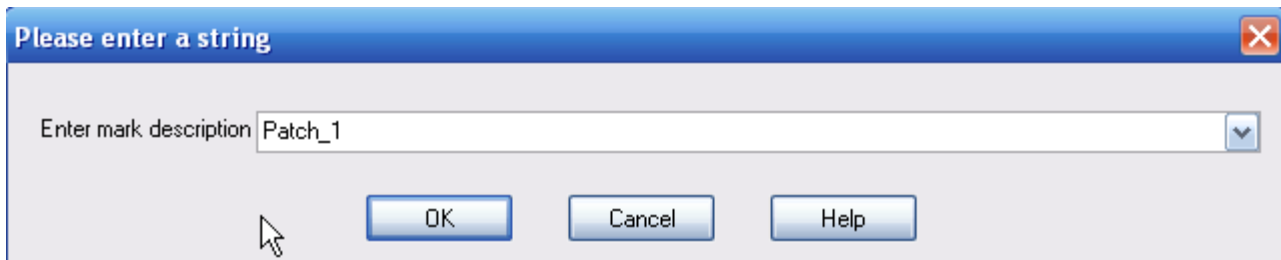 Please enter a string
Enter mark description Patch_1
OK Cancel Help